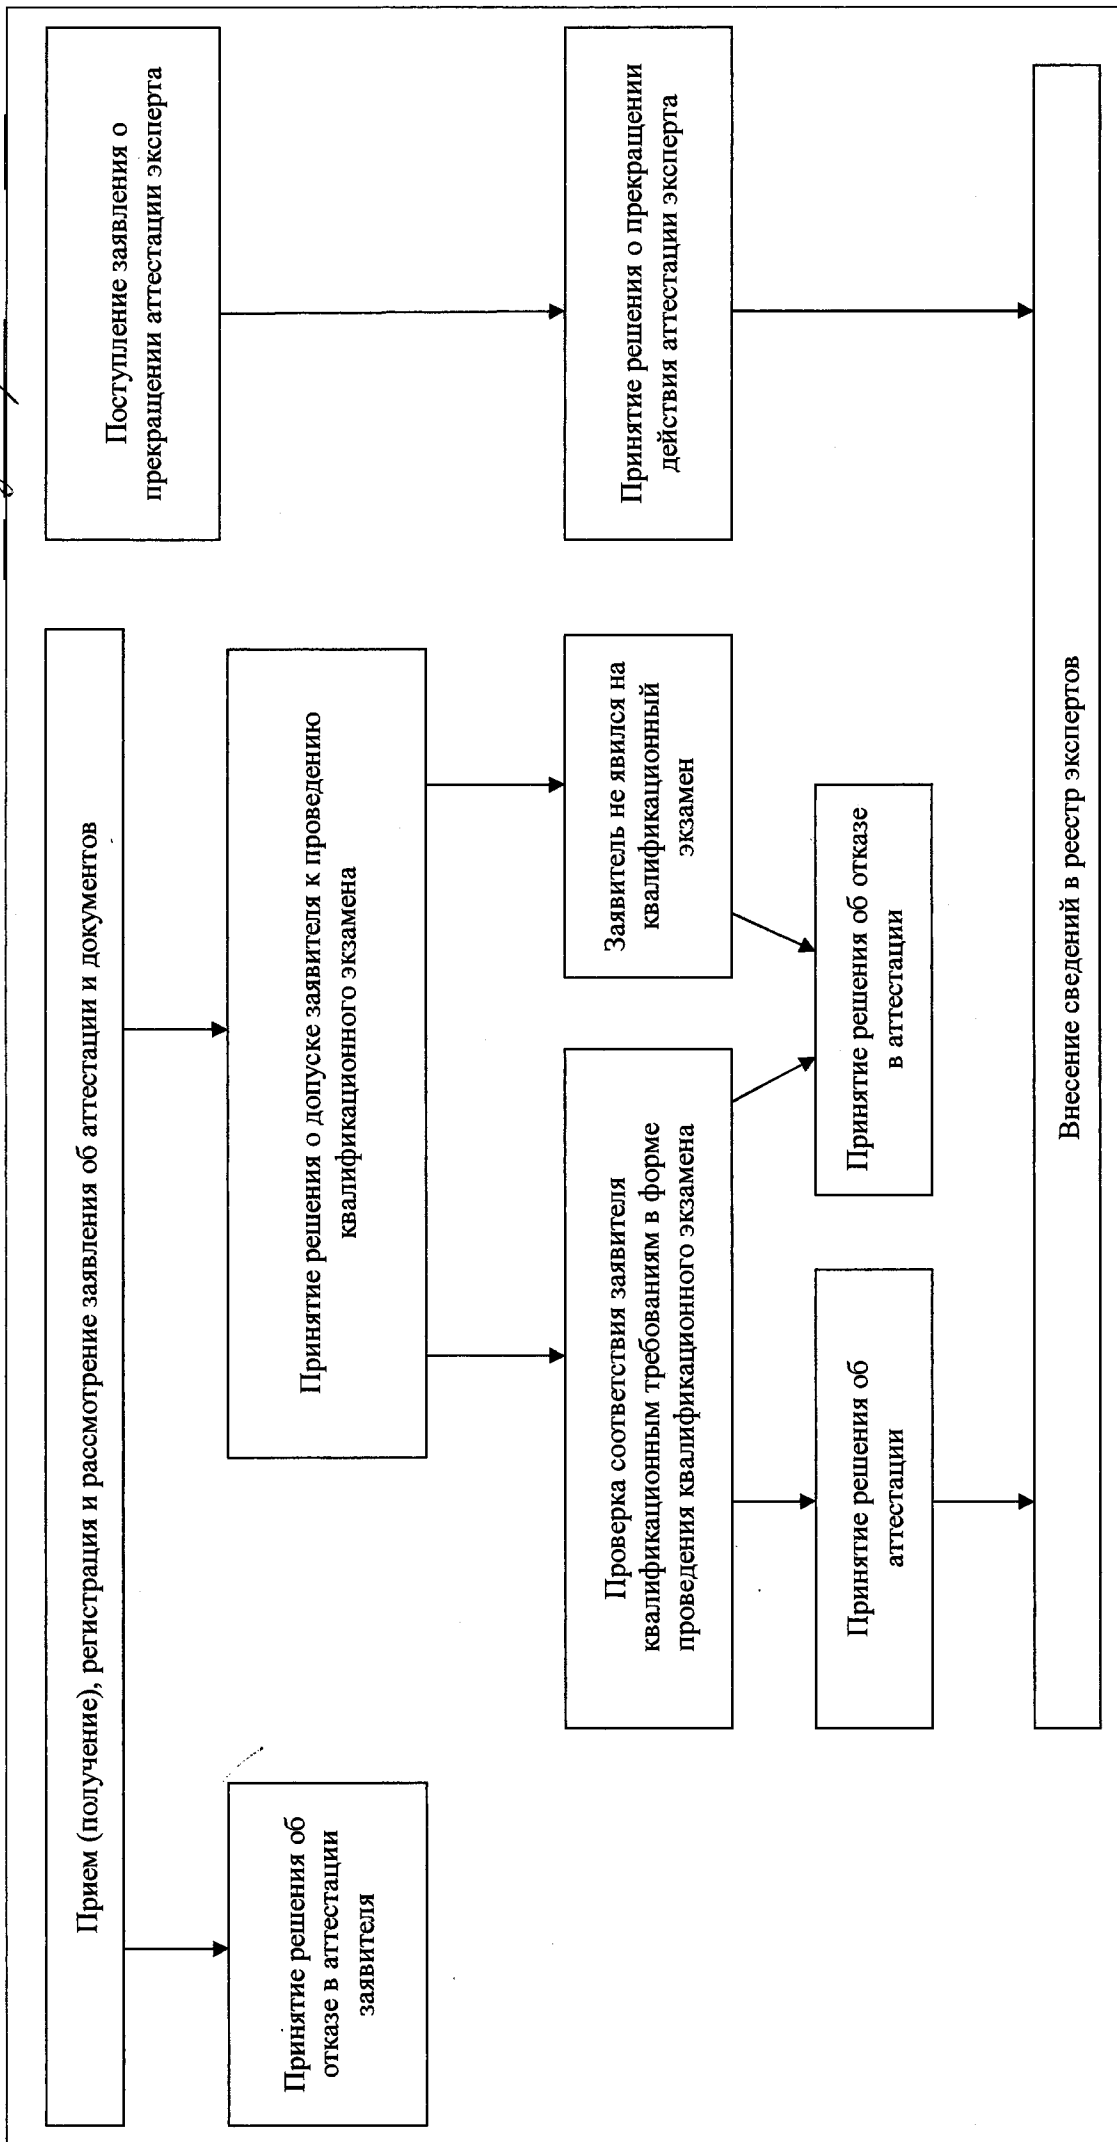 Прием (получение), регистрация и рассмотрение заявления об аттестации и документов
Поступление заявления о
прекращении аттестации эксперта
Принятие решения об
отказе в аттестации
заявителя
Принятие решения о допуске заявителя к проведению
квалификационного экзамена
Проверка соответствия заявителя
квалификационным требованиям в форме
проведения квалификационного экзамена
Заявитель не явился на
квалификационный
экзамен
Принятие решения о прекращении
действия аттестации эксперта
Принятие решения об
аттестации
Принятие решения об отказе
в аттестации
Внесение сведений в реестр экспертов